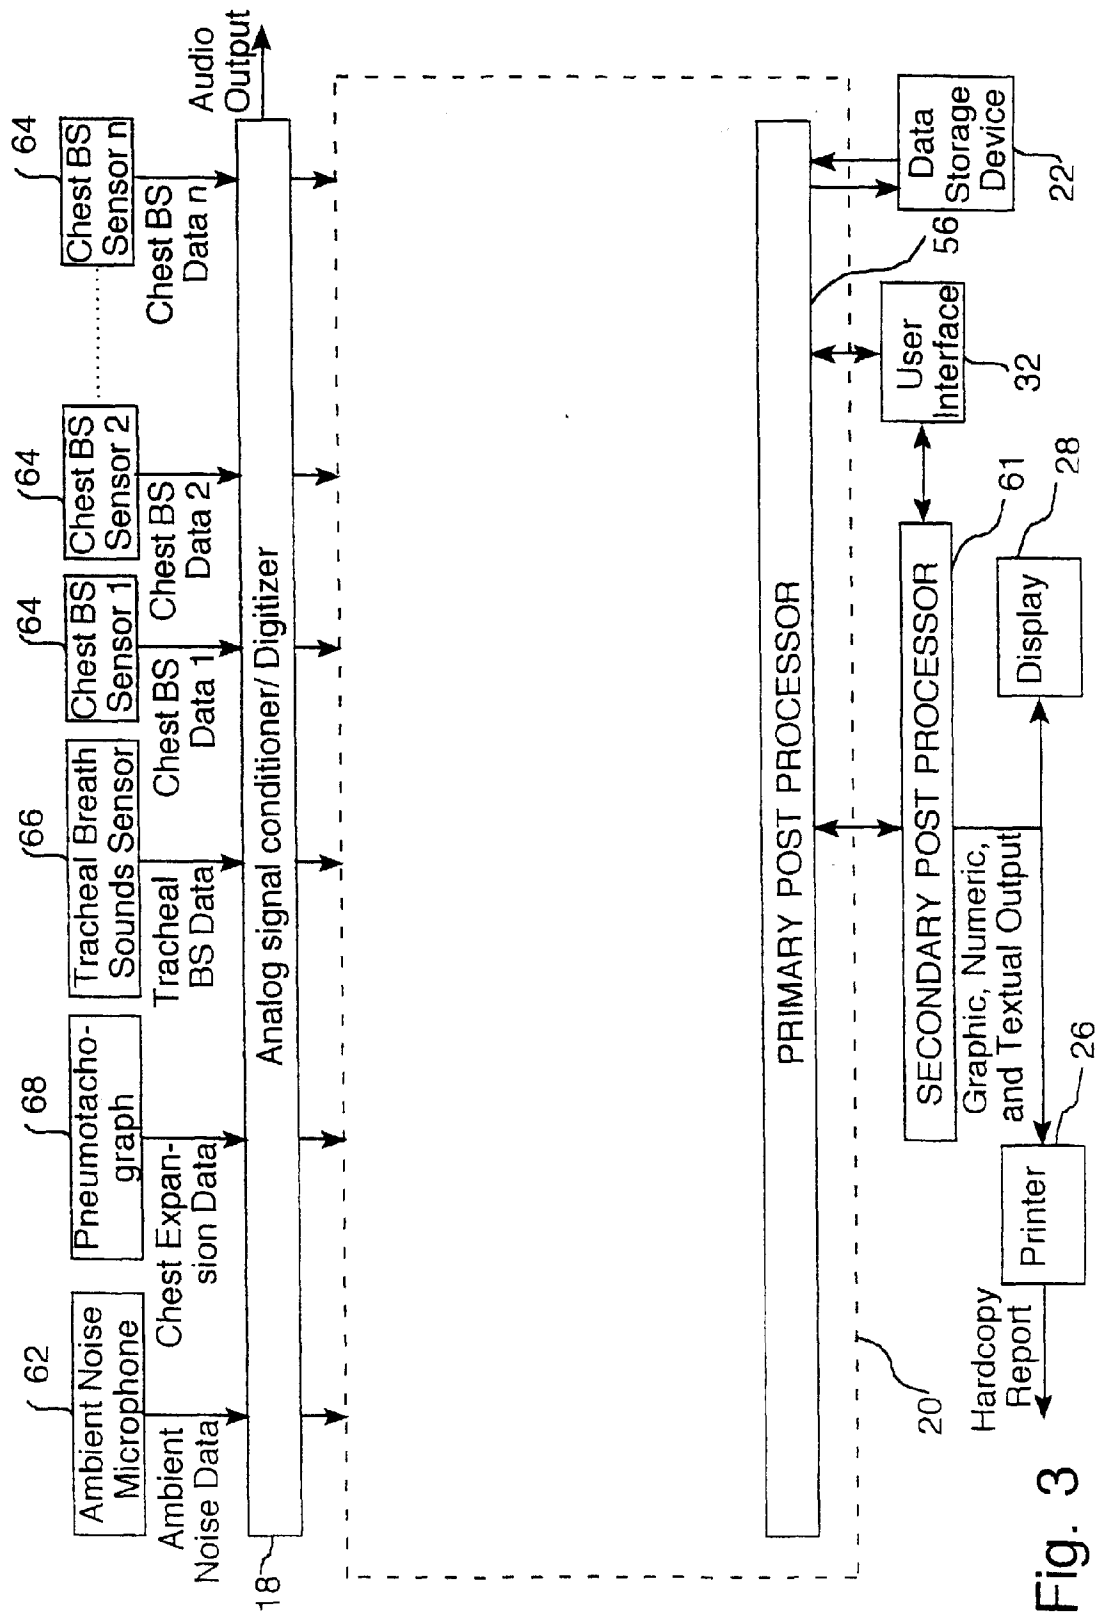 62
68
66
64
64
64
Ambient Noise
Microphone
Pneumotacho-
graph
Tracheal Breath
Sounds Sensor
Chest BS
Sensor 1
Chest BS
Sensor 2
Chest BS
Sensor n
Ambient
Noise Data
Chest Expan-
sion Data
Tracheal
BS Data
Chest BS
Data 1
Chest BS
Data 2
Chest BS
Data n
Audio
Output
18
Analog signal conditioner/ Digitizer
PRIMARY POST PROCESSOR
56
20
SECONDARY POST PROCESSOR
61
User
Interface
32
Data
Storage
Device
22
Graphic, Numeric,
and Textual Output
Hardcopy
Report
Printer
26
Display
28
Fig. 3